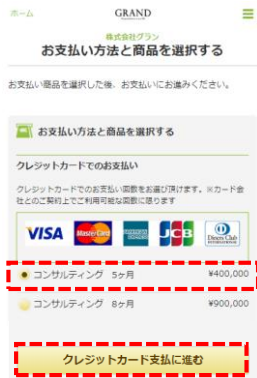 ホーム
GRAND
株式会社グラン
お支払い方法と商品を選択する
お支払い商品を選択した後、お支払いにお進みください。
お支払い方法と商品を選択する
クレジットカードでのお支払い
クレジットカードでのお支払い回数をお選び頂けます。※カード会
社とのご契約上でご利用可能な回数に限ります
VISA MasterCard JCB Diners Club
コンサルティング 5ヶ月 ¥400,000
コンサルティング 8ヶ月 ¥900,000
クレジットカード支払に進む